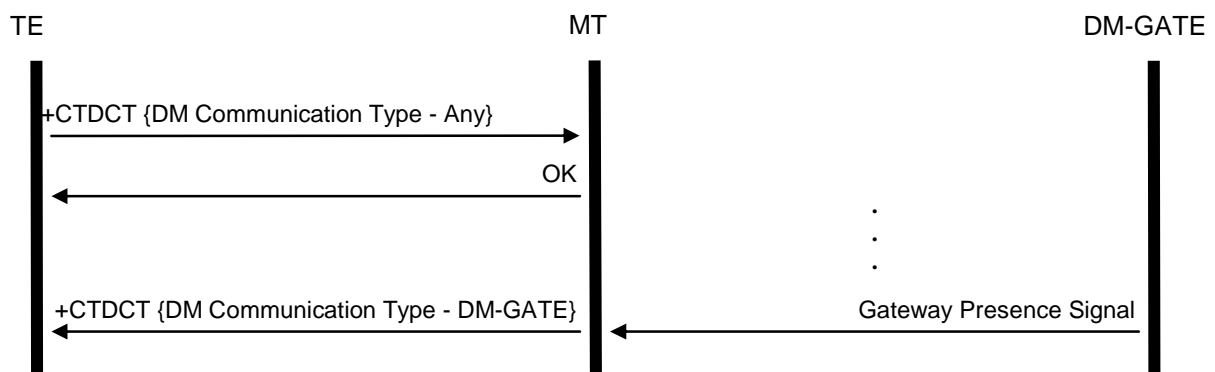 TE MT DM-GATE
+CTDCT {DM Communication Type - Any}
OK
.
.
.
+CTDCT {DM Communication Type - DM-GATE} Gateway Presence Signal